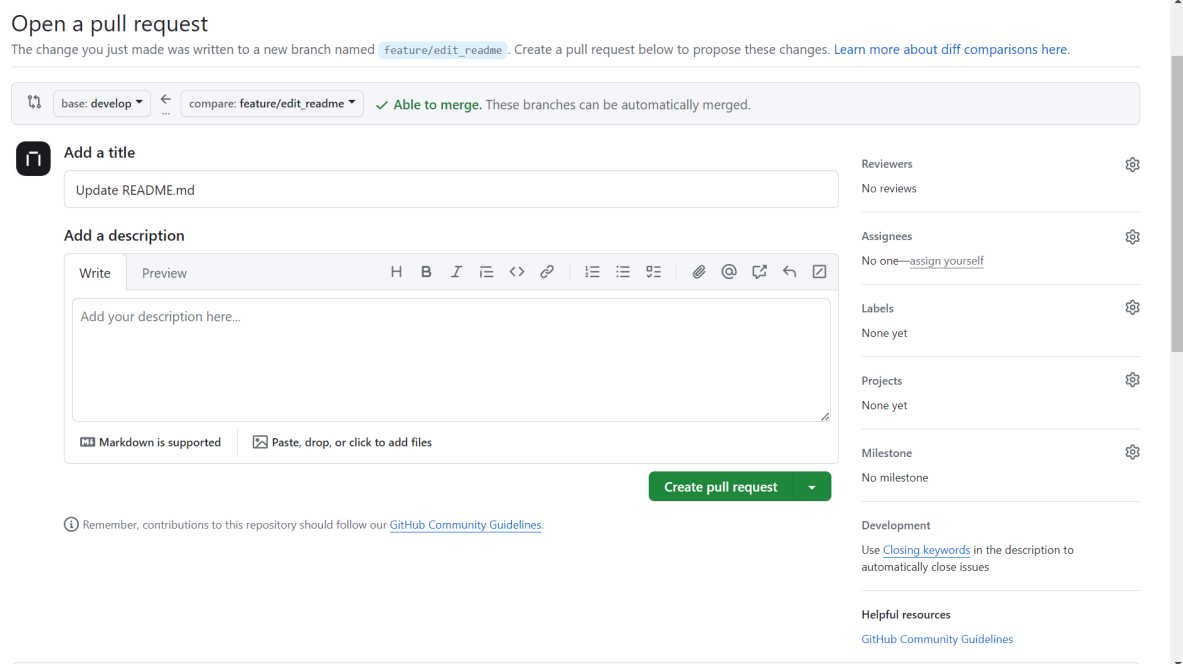 Open a pull request
The change you just made was written to a new branch named feature/edit_readme . Create a pull request below to propose these changes. Learn more about diff comparisons here.
base: develop
...
compare: feature/edit_readme
Able to merge. These branches can be automatically merged.
Add a title
Update README.md
Add a description
Write
Preview
Add your description here...
Markdown is supported
Paste, drop, or click to add files
Create pull request
Remember, contributions to this repository should follow our GitHub Community Guidelines.
Reviewers
No reviews
Assignees
No one—assign yourself
Labels
None yet
Projects
None yet
Milestone
No milestone
Development
Use Closing keywords in the description to
automatically close issues
Helpful resources
GitHub Community Guidelines